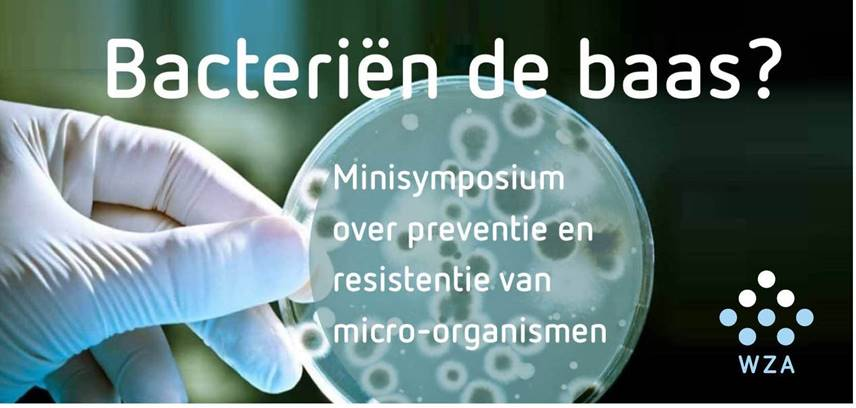 Bacteriën de baas?
Minisymposium
over preventie en
resistentie van
micro-organismen
WZA